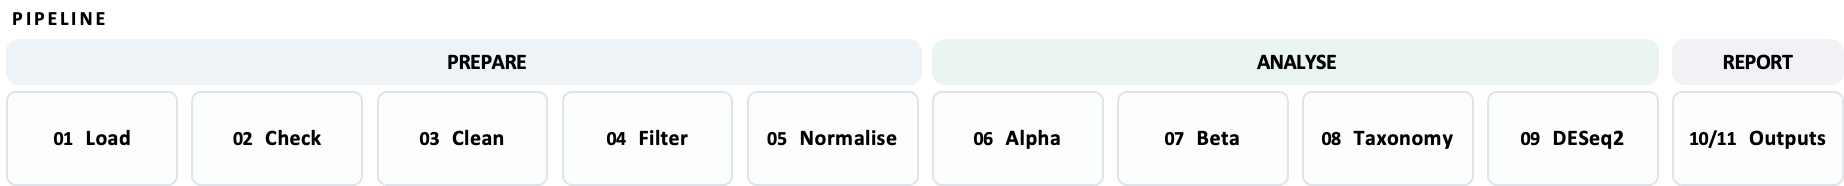 PIPELINE
PREPARE ANALYSE REPORT
01 Load 02 Check 03 Clean 04 Filter 05 Normalise 06 Alpha 07 Beta 08 Taxonomy 09 DESeq2 10/11 Outputs